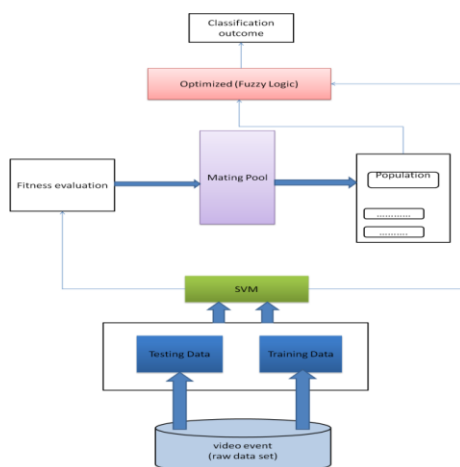 Classification
outcome
Optimized (Fuzzy Logic)
Fitness evaluation
Mating Pool
Population
............
..........
SVM
Testing Data
Training Data
video event
(raw data set)